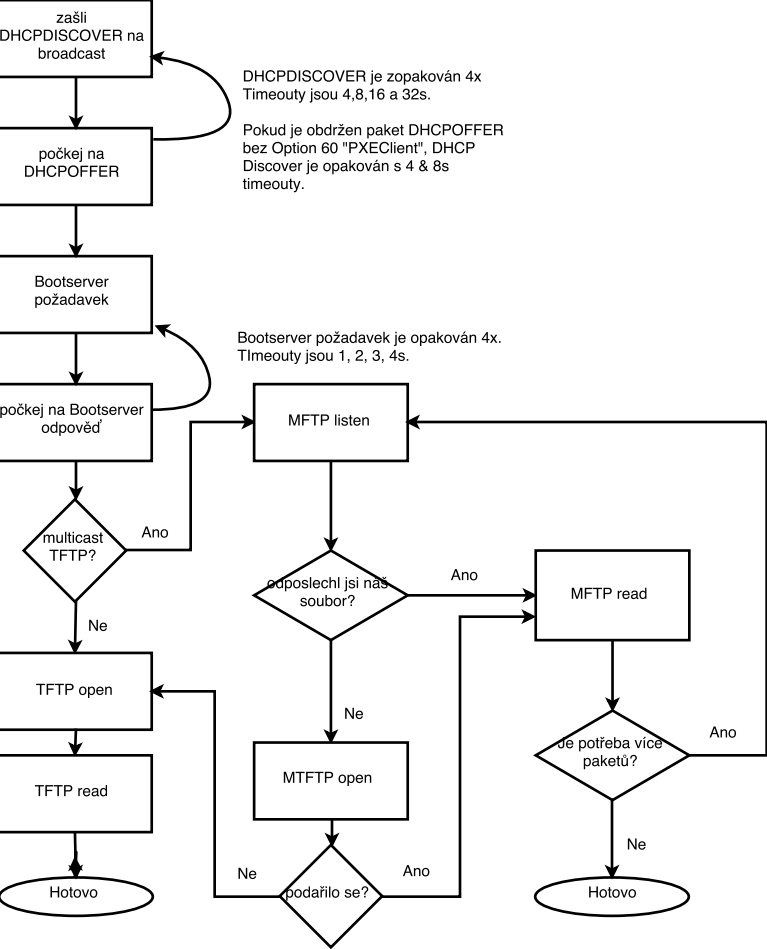 zašli
DHCPDISCOVER na
broadcast
DHCPDISCOVER je zopakován 4x
Timeouty jsou 4,8,16 a 32s.
Pokud je obdržen paket DHCPOFFER
bez Option 60 "PXEClient", DHCP
Discover je opakován s 4 & 8s
timeouty.
počkej na
DHCPOFFER
Bootserver
požadavek
Bootserver požadavek je opakován 4x.
TImeouty jsou 1, 2, 3, 4s.
počkej na Bootserver
odpověď
MFTP listen
multicast
TFTP?
Ano
Ne
odposlechl jsi náš
soubor?
Ano
MFTP read
Ne
TFTP open
Je potřeba více
paketů?
Ano
MTFTP open
TFTP read
Ne
podařilo se?
Ano
Ne
Hotovo
Hotovo